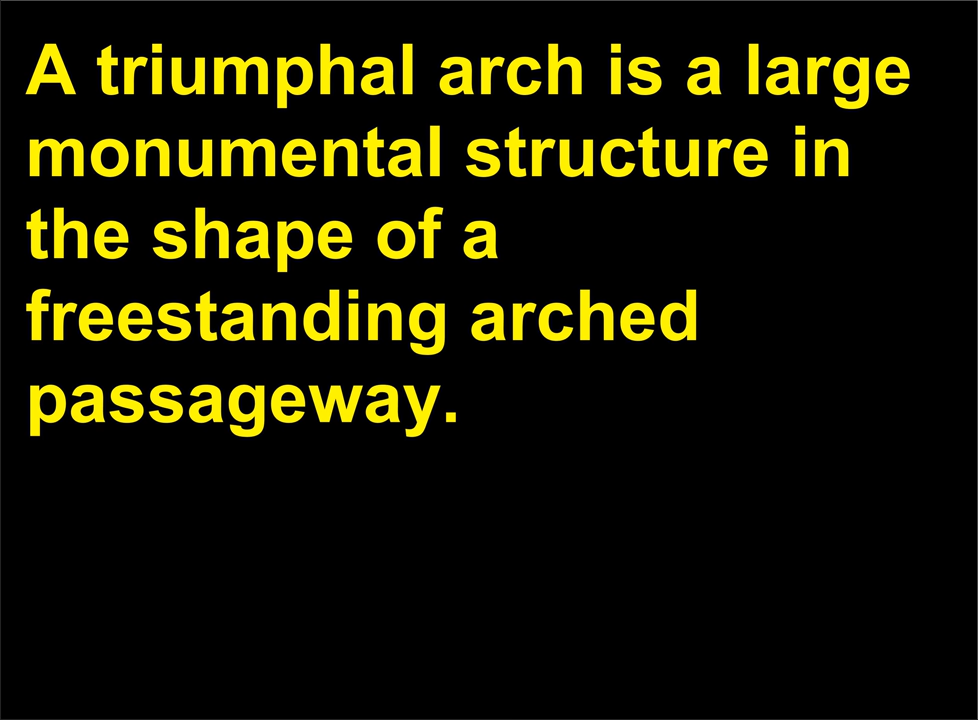 A triumphal arch is a large
monumental structure in
the shape of a
freestanding arched
passageway.